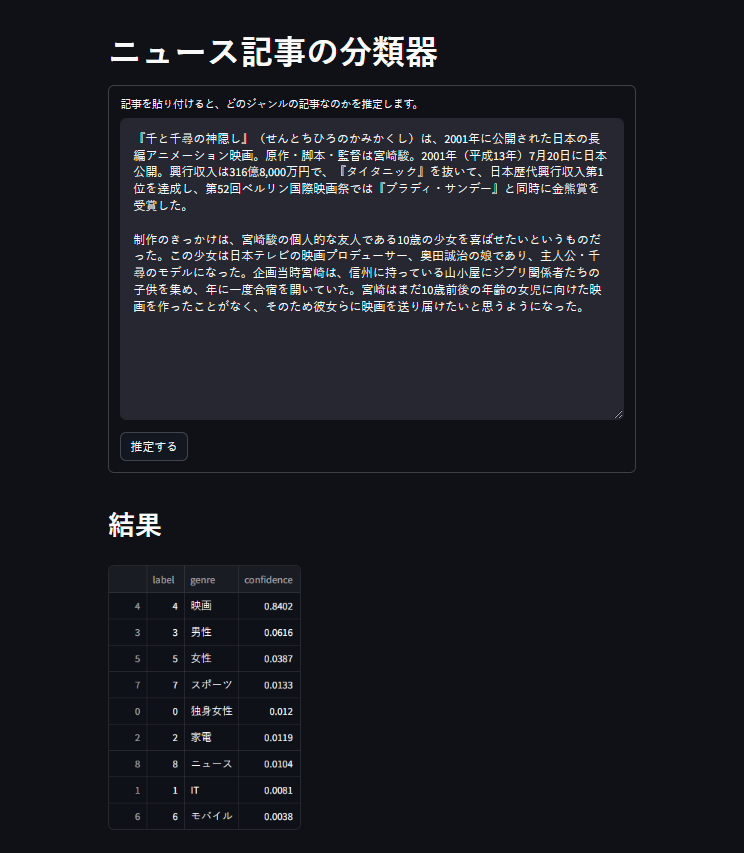 ニュース記事の分類器
記事を貼り付けると、どのジャンルの記事なのかを推定します。
『千と千尋の神隠し』（せんとちひろのかみかくし）は、2001年に公開された日本の長
編アニメーション映画。原作・脚本・監督は宮崎駿。2001年（平成13年）7月20日に日本
公開。興行収入は316億8,000万円で、『タイタニック』を抜いて、日本歴代興行収入第1
位を達成し、第52回ベルリン国際映画祭では『ブラディ・サンデー』と同時に金熊賞を
受賞した。
制作のきっかけは、宮崎駿の個人的な友人である10歳の少女を喜ばせたいというものだ
った。この少女は日本テレビの映画プロデューサー、奥田誠治の娘であり、主人公・千
尋のモデルになった。企画当時宮崎は、信州に持っている山小屋にジブリ関係者たちの
子供を集め、年に一度合宿を開いていた。宮崎はまだ10歳前後の年齢の女児に向けた映
画を作ったことがなく、そのため彼女らに映画を送り届けたいと思うようになった。
推定する
結果
label genre confidence
4 4 映画 0.8402
3 3 男性 0.0616
5 5 女性 0.0387
7 7 スポーツ 0.0133
0 0 独身女性 0.012
2 2 家電 0.0119
8 8 ニュース 0.0104
1 1 IT 0.0081
6 6 モバイル 0.0038